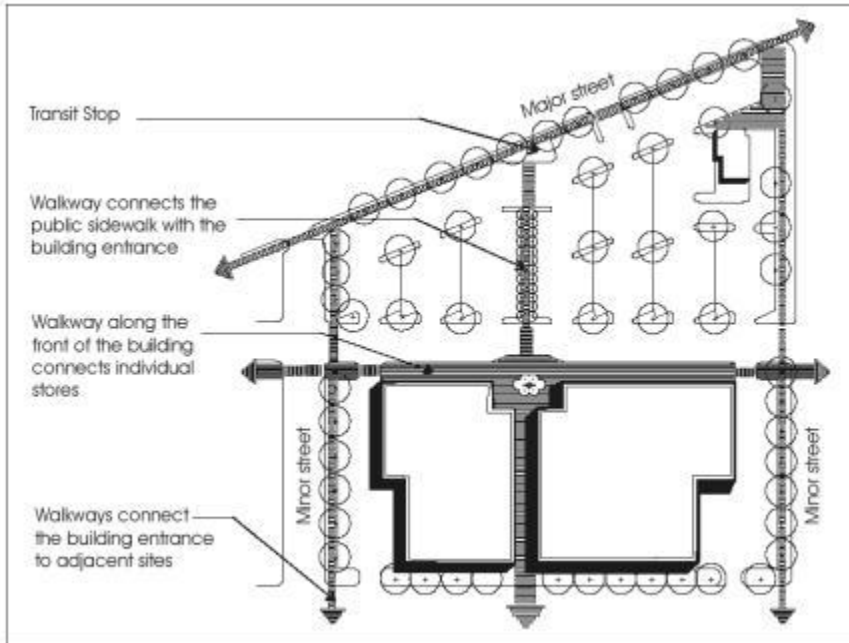 Major street
Transit Stop
Walkway connects the
public sidewalk with the
building entrance
Walkway along the
front of the building
connects individual
stores
Minor street
Minor street
Walkways connect
the building entrance
to adjacent sites